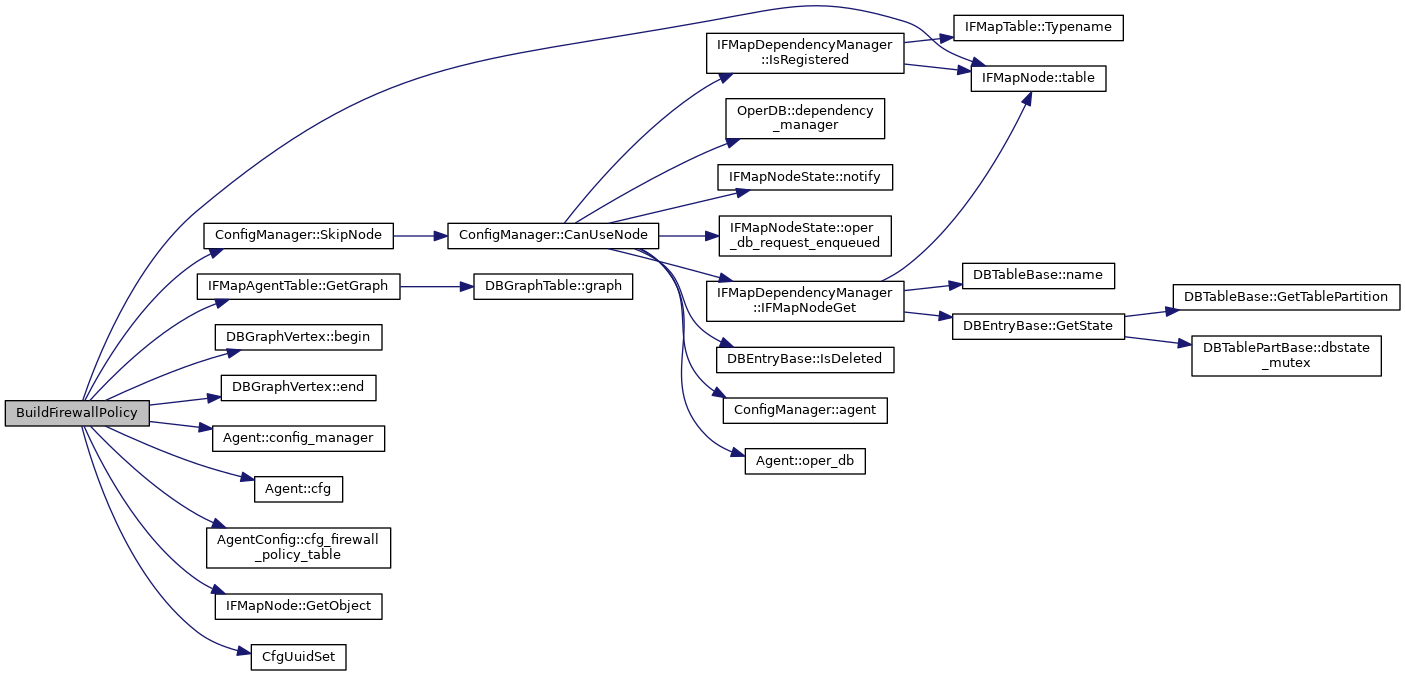 BuildFirewallPolicy
ConfigManager::SkipNode
IFMapAgentTable::GetGraph
DBGraphVertex::begin
DBGraphVertex::end
Agent::config_manager
Agent::cfg
AgentConfig::cfg_firewall
_policy_table
IFMapNode::GetObject
CfgUuidSet
ConfigManager::CanUseNode
DBGraphTable::graph
IFMapDependencyManager
::IsRegistered
OperDB::dependency
_manager
IFMapNodeState::notify
IFMapNodeState::oper
_db_request_enqueued
IFMapDependencyManager
::IFMapNodeGet
DBEntryBase::IsDeleted
ConfigManager::agent
Agent::oper_db
IFMapTable::Typename
IFMapNode::table
DBTableBase::name
DBEntryBase::GetState
DBTableBase::GetTablePartition
DBTablePartBase::dbstate
_mutex